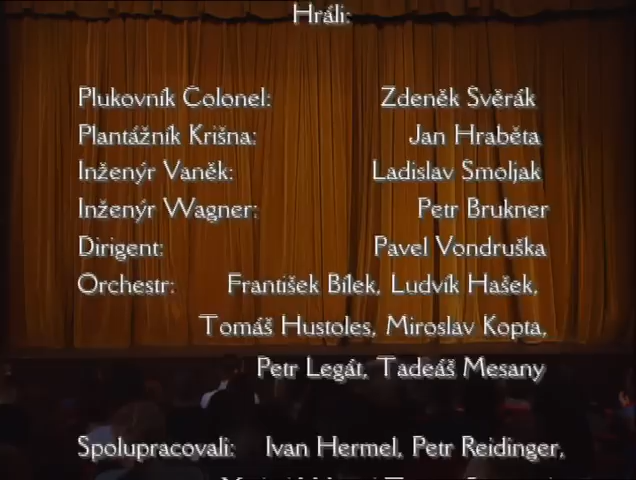 Hráli:
Plukovník Colonel: Zdeněk Svěrák
Plantážník Krišna: Jan Hraběta
Inženýr Vaněk: Ladislav Smoljak
Inženýr Wagner: Petr Brukner
Dirigent: Pavel Vondruška
Orchestr: František Bílek, Ludvík Hašek,
Tomáš Hustoles, Miroslav Kopta,
Petr Legát, Tadeáš Mesany
Spolupracovali: Ivan Hermel, Petr Reidinger,